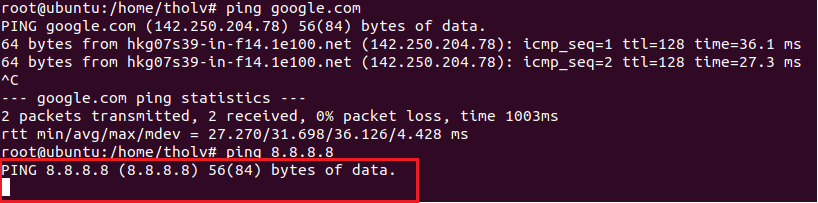 root@ubuntu:/home/tholv# ping google.com
PING google.com (142.250.204.78) 56(84) bytes of data.
64 bytes from hkg07s39-in-f14.1e100.net (142.250.204.78): icmp_seq=1 ttl=128 time=36.1 ms
64 bytes from hkg07s39-in-f14.1e100.net (142.250.204.78): icmp_seq=2 ttl=128 time=27.3 ms
^C
--- google.com ping statistics ---
2 packets transmitted, 2 received, 0% packet loss, time 1003ms
rtt min/avg/max/mdev = 27.270/31.698/36.126/4.428 ms
root@ubuntu:/home/tholv# ping 8.8.8.8
PING 8.8.8.8 (8.8.8.8) 56(84) bytes of data.